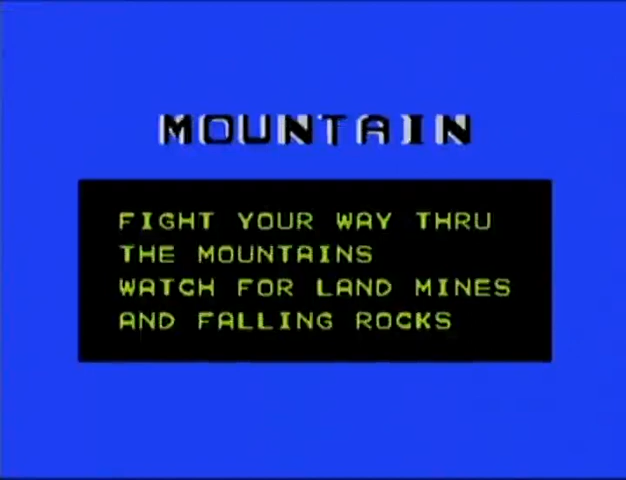 MOUNTAIN
FIGHT YOUR WAY THRU
THE MOUNTAINS
WATCH FOR LAND MINES
AND FALLING ROCKS